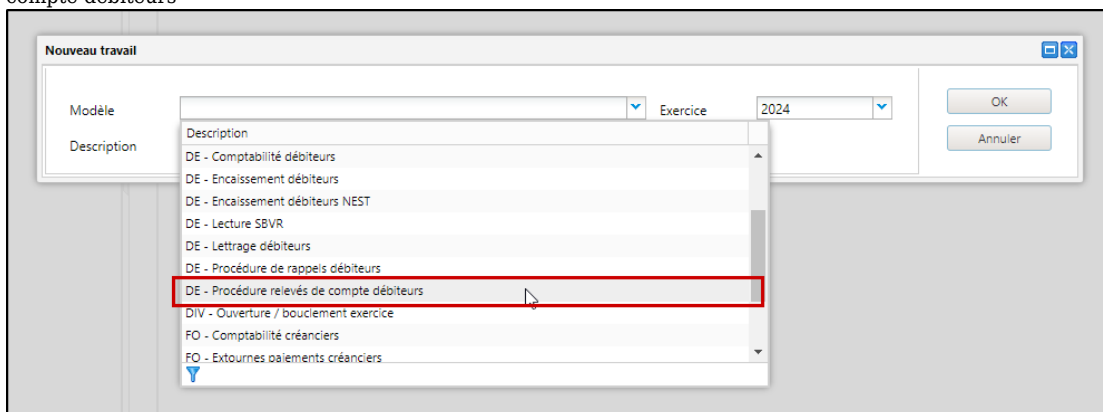 compte débiteurs
Nouveau travail
Modèle Exercice 2024 OK
Description Annuler
Description
DE - Comptabilité débiteurs
DE - Encaissement débiteurs
DE - Encaissement débiteurs NEST
DE - Lecture SBVR
DE - Lettrage débiteurs
DE - Procédure de rappels débiteurs
DE - Procédure relevés de compte débiteurs
DIV - Ouverture / bouclement exercice
FO - Comptabilité créanciers
FO - Extournes paiements créanciers